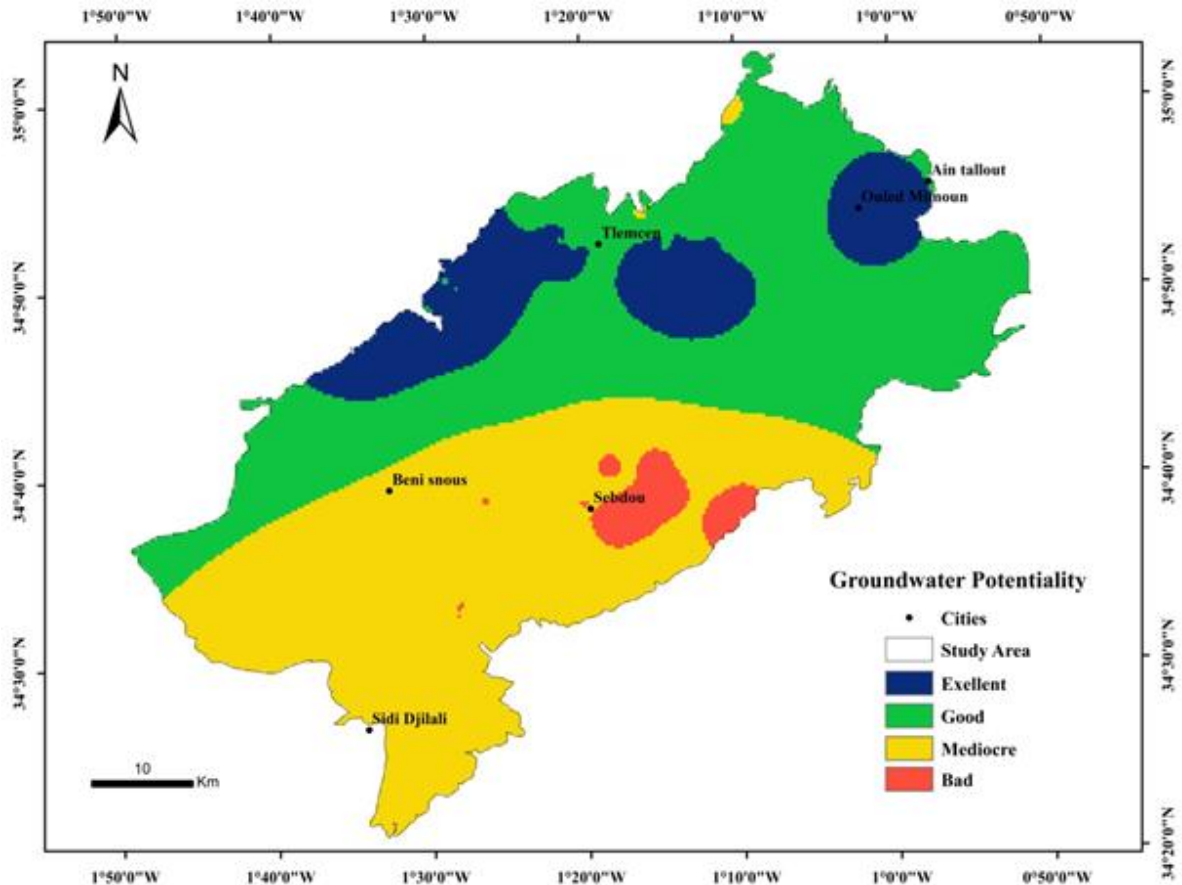 1°50'0"W 1°40'0"W 1°30'0"W 1°20'0"W 1°10'0"W 1°0'0"W 0°50'0"W
N
35°0'0"N
35°0'0"N
Ain tallout
Ouled Mimoun
Tlemcen
34°50'0"N
34°50'0"N
34°40'0"N
34°40'0"N
Beni snous
Sebdou
Groundwater Potentiality
Cities
Study Area
34°30'0"N
34°30'0"N
Exellent
Good
Sidi Djilali
Mediocre
10
Km
Bad
34°20'0"N
1°50'0"W 1°40'0"W 1°30'0"W 1°20'0"W 1°10'0"W 1°0'0"W 0°50'0"W